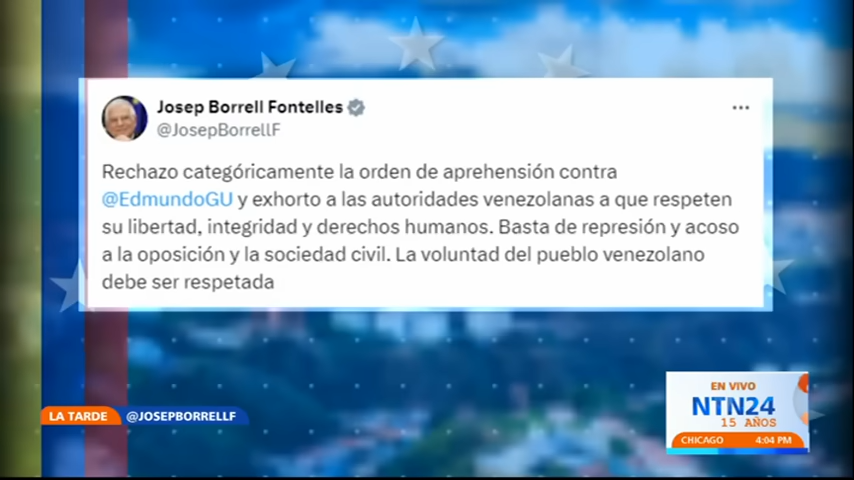 Josep Borrell Fontelles
@JosepBorrellF
Rechazo categóricamente la orden de aprehensión contra
@EdmundoGU y exhorto a las autoridades venezolanas a que respeten
su libertad, integridad y derechos humanos. Basta de represión y acoso
a la oposición y la sociedad civil. La voluntad del pueblo venezolano
debe ser respetada
LA TARDE @JOSEPBORRELLF
EN VIVO
NTN24
15 AÑOS
CHICAGO 4:04 PM